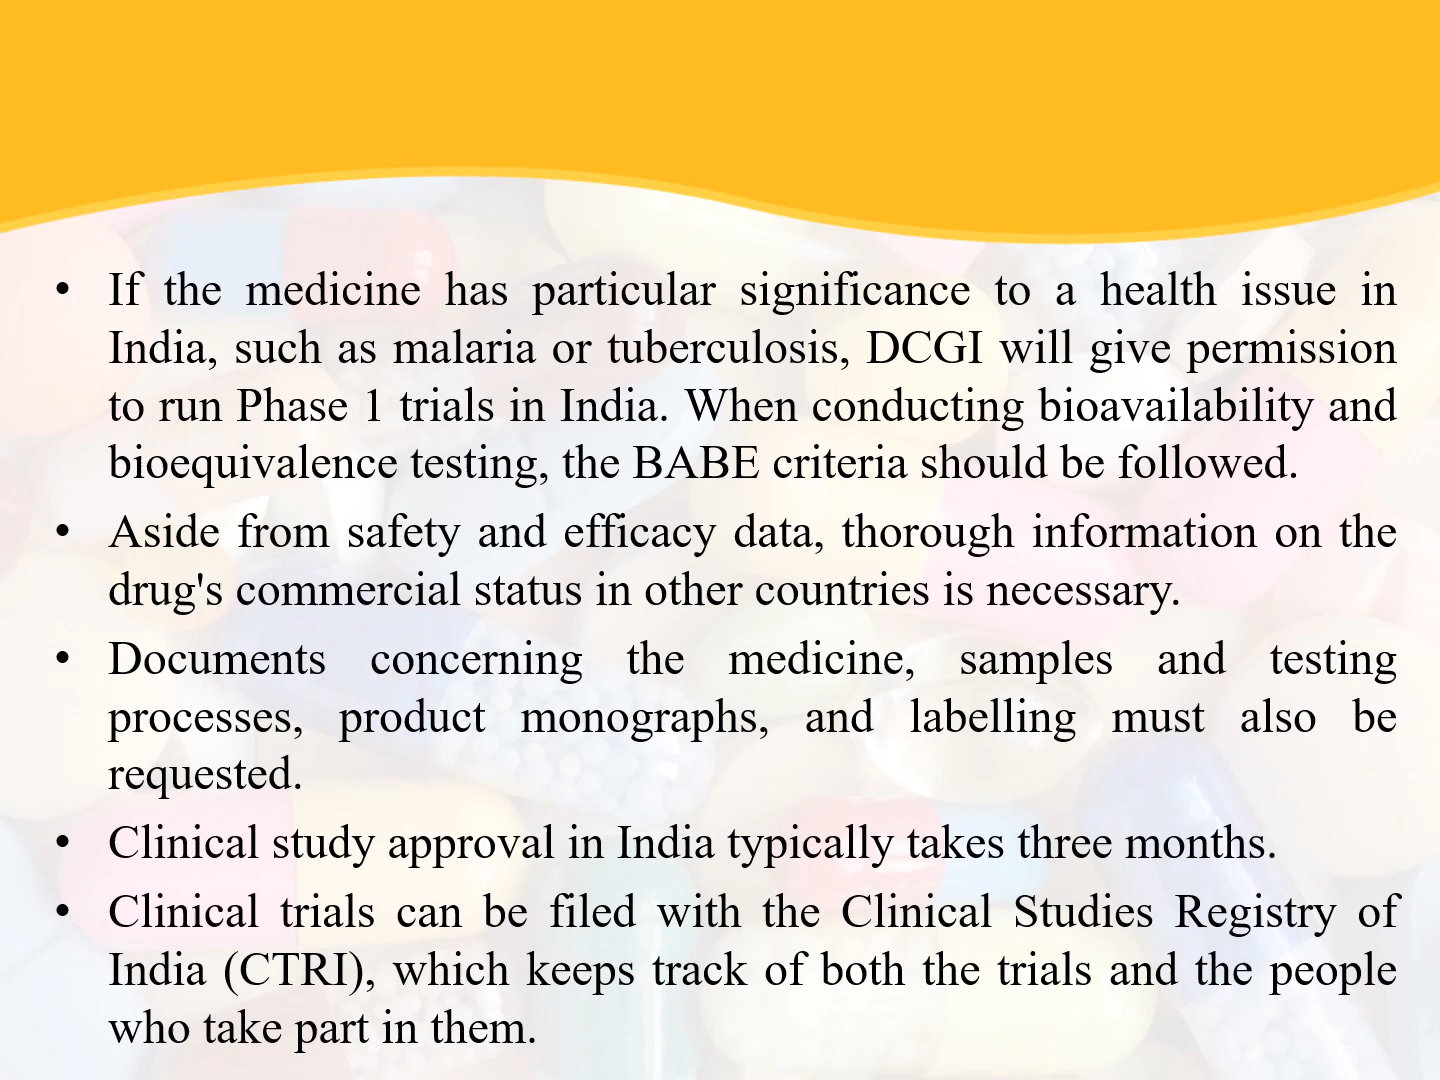 • If the medicine has particular significance to a health issue in
India, such as malaria or tuberculosis, DCGI will give permission
to run Phase 1 trials in India. When conducting bioavailability and
bioequivalence testing, the BABE criteria should be followed.
• Aside from safety and efficacy data, thorough information on the
drug's commercial status in other countries is necessary.
• Documents concerning the medicine, samples and testing
processes, product monographs, and labelling must also be
requested.
• Clinical study approval in India typically takes three months.
• Clinical trials can be filed with the Clinical Studies Registry of
India (CTRI), which keeps track of both the trials and the people
who take part in them.